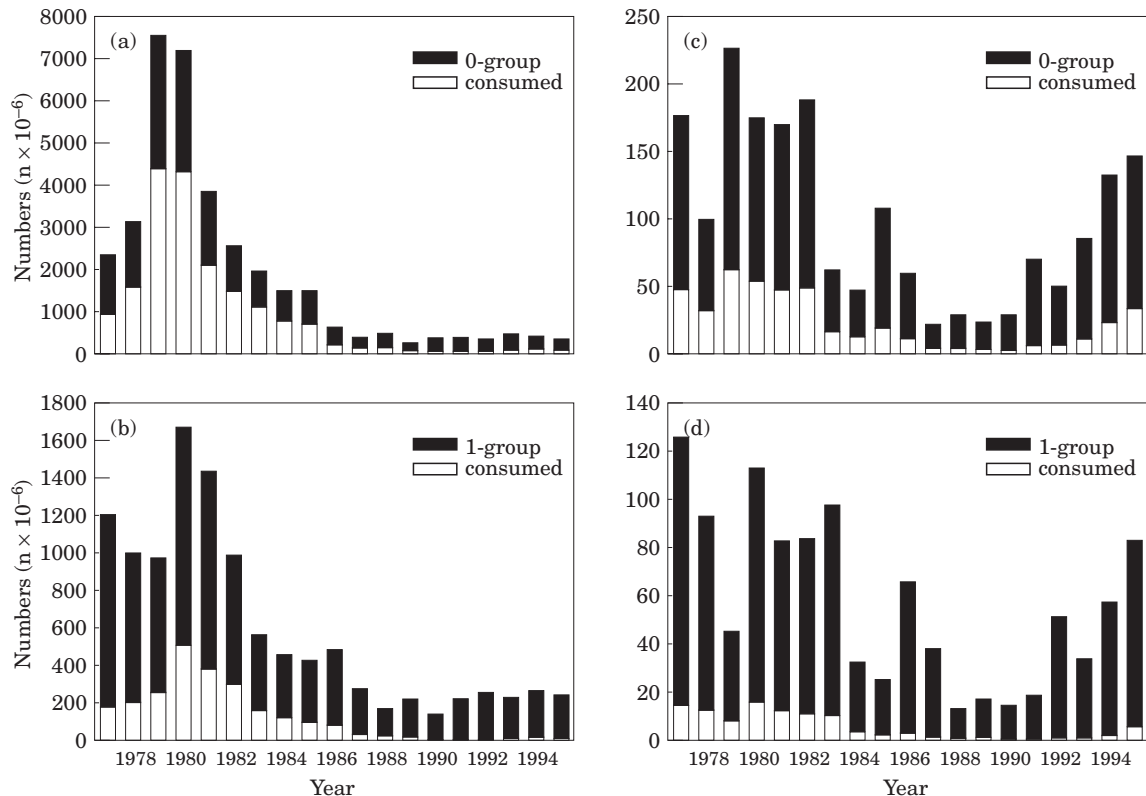 8000
7000
6000
5000
4000
3000
2000
1000
0
Numbers (n × 10⁻⁶)
(a)
0-group
consumed
250
200
150
100
50
0
(c)
0-group
consumed
1800
1600
1400
1200
1000
800
600
400
200
0
Numbers (n × 10⁻⁶)
(b)
1-group
consumed
1978 1980 1982 1984 1986 1988 1990 1992 1994
Year
140
120
100
80
60
40
20
0
(d)
1-group
consumed
1978 1980 1982 1984 1986 1988 1990 1992 1994
Year